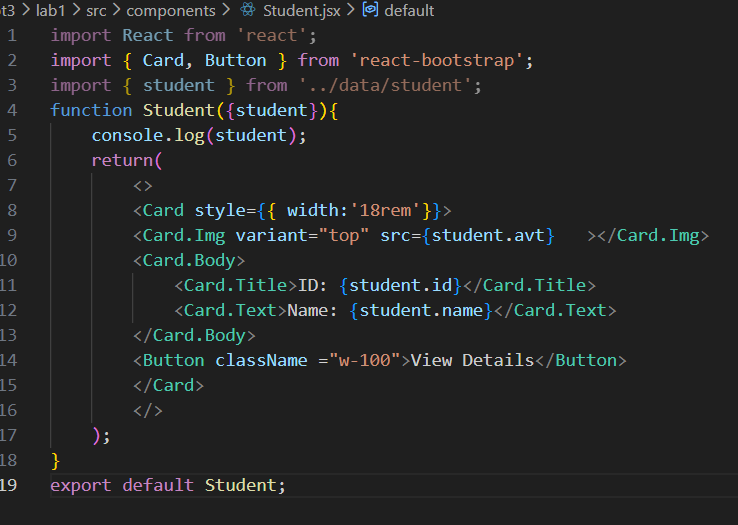 ot3 > lab1 > src > components > Student.jsx > default
1 import React from 'react';
2 import { Card, Button } from 'react-bootstrap';
3 import { student } from '../data/student';
4 function Student({student}){
5     console.log(student);
6     return(
7         <>
8         <Card style={{ width:'18rem'}}>
9         <Card.Img variant="top" src={student.avt}   ></Card.Img>
10         <Card.Body>
11             <Card.Title>ID: {student.id}</Card.Title>
12             <Card.Text>Name: {student.name}</Card.Text>
13         </Card.Body>
14         <Button className ="w-100">View Details</Button>
15         </Card>
16         </>
17     );
18 }
19 export default Student;